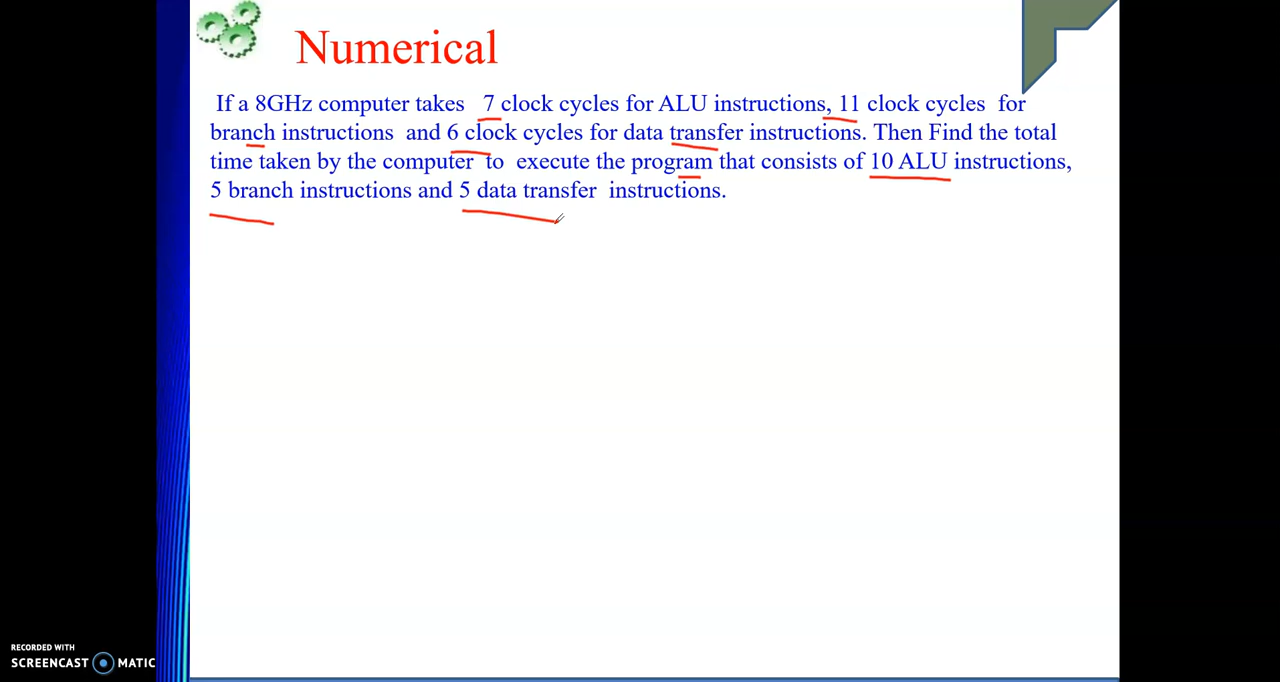 Numerical
If a 8GHz computer takes 7 clock cycles for ALU instructions, 11 clock cycles for
branch instructions and 6 clock cycles for data transfer instructions. Then Find the total
time taken by the computer to execute the program that consists of 10 ALU instructions,
5 branch instructions and 5 data transfer instructions.
RECORDED WITH
SCREENCAST MATIC